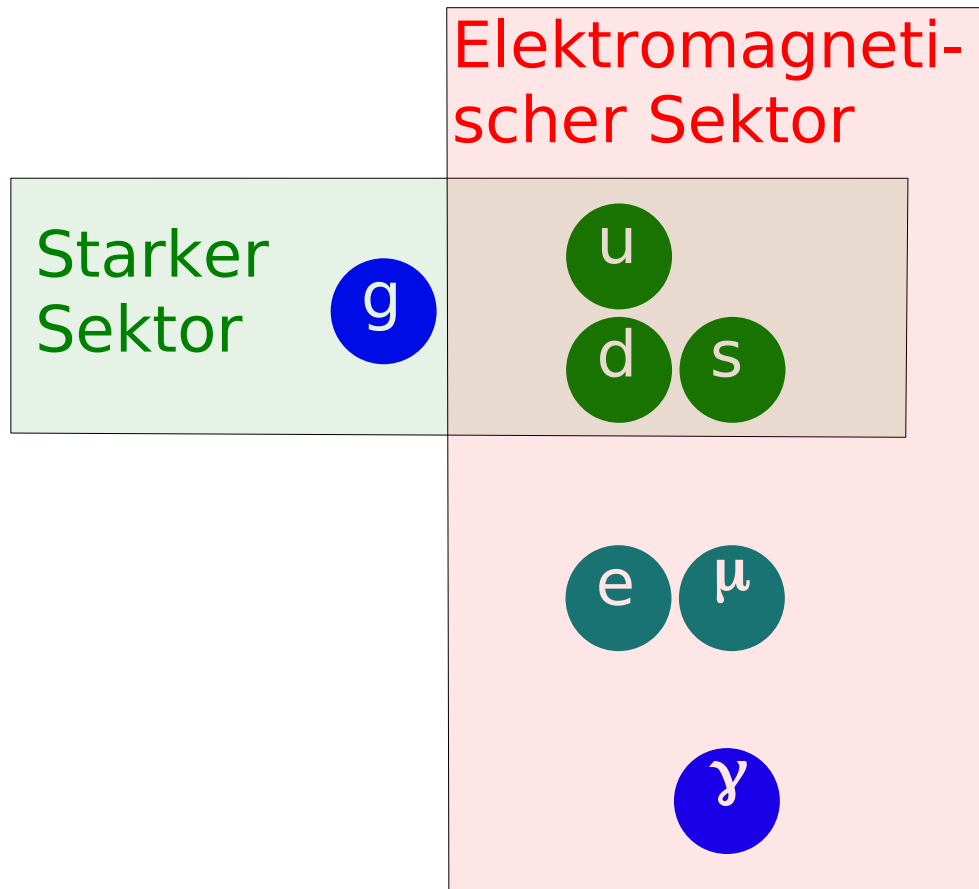 Elektromagneti-
scher Sektor
Starker
Sektor
g
u
d s
e μ
γ